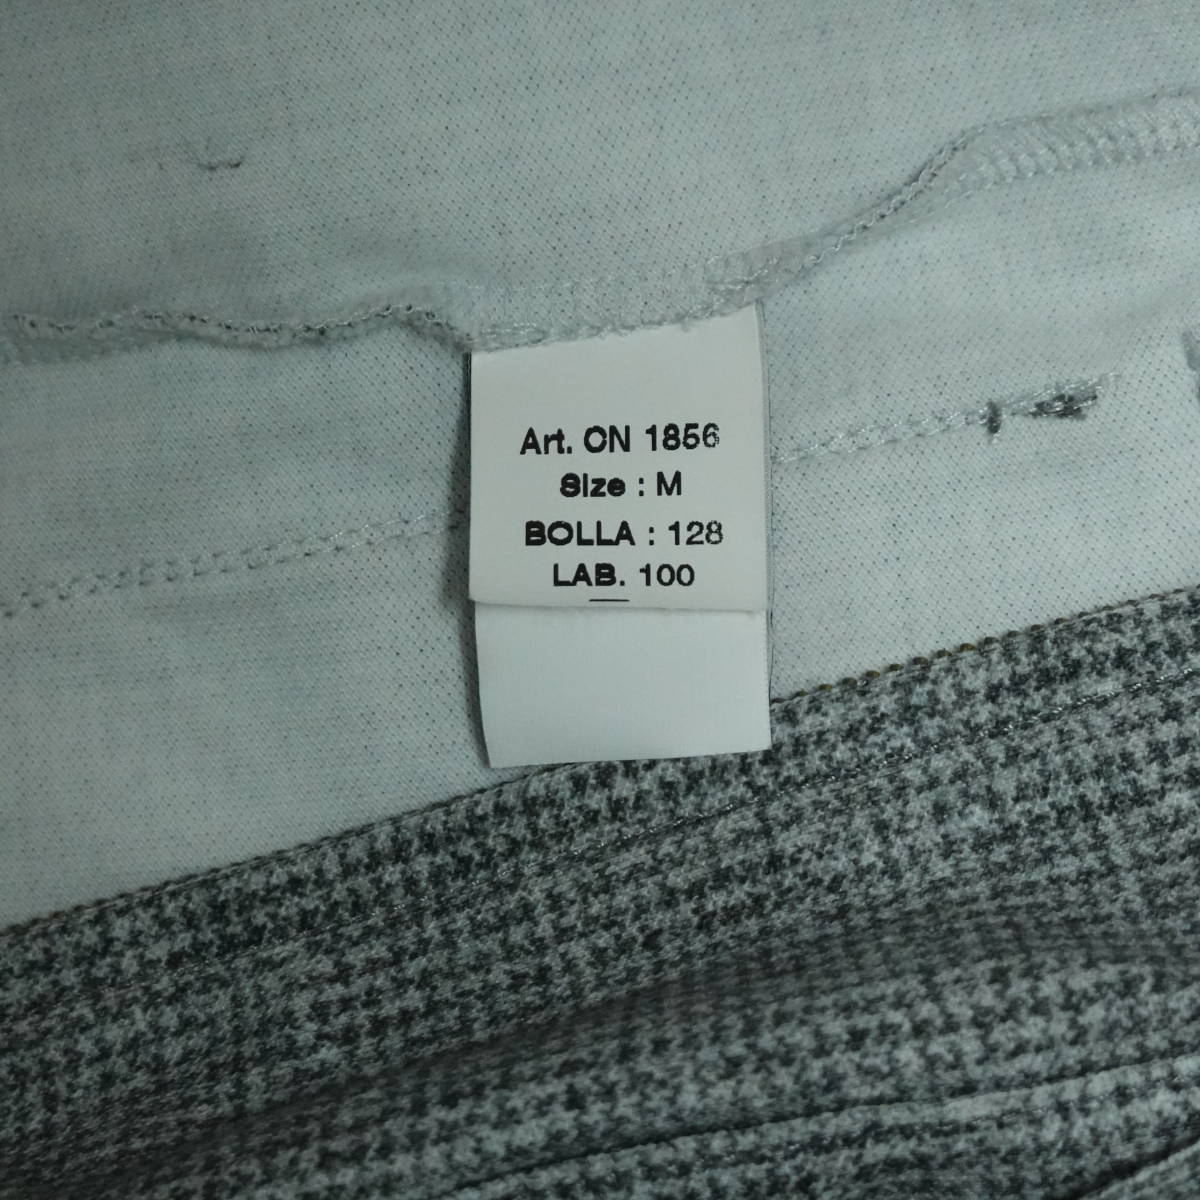 Art. ON 1856
Size : M
BOLLA : 128
LAB. 100